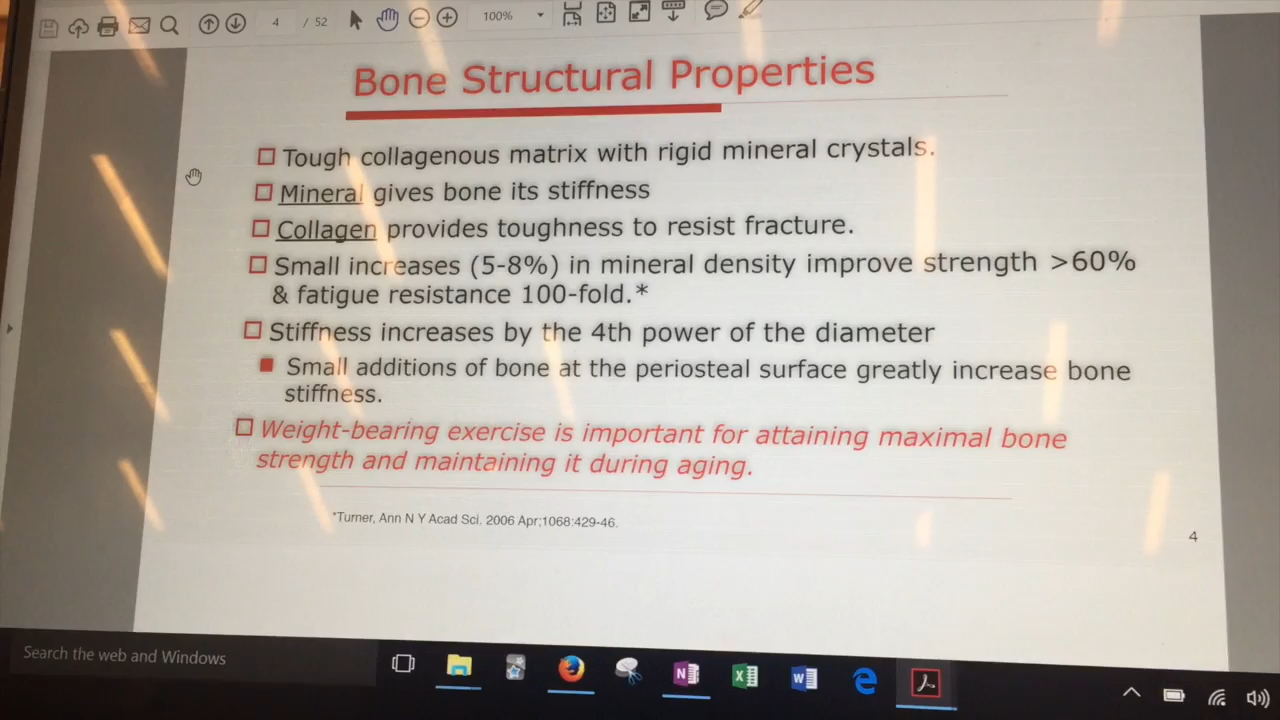 4 / 52 100%
Bone Structural Properties
Tough collagenous matrix with rigid mineral crystals.
Mineral gives bone its stiffness
Collagen provides toughness to resist fracture.
Small increases (5-8%) in mineral density improve strength >60%
& fatigue resistance 100-fold.*
Stiffness increases by the 4th power of the diameter
Small additions of bone at the periosteal surface greatly increase bone
stiffness.
Weight-bearing exercise is important for attaining maximal bone
strength and maintaining it during aging.
*Turner, Ann N Y Acad Sci. 2006 Apr;1068:429-46.
4
Search the web and Windows